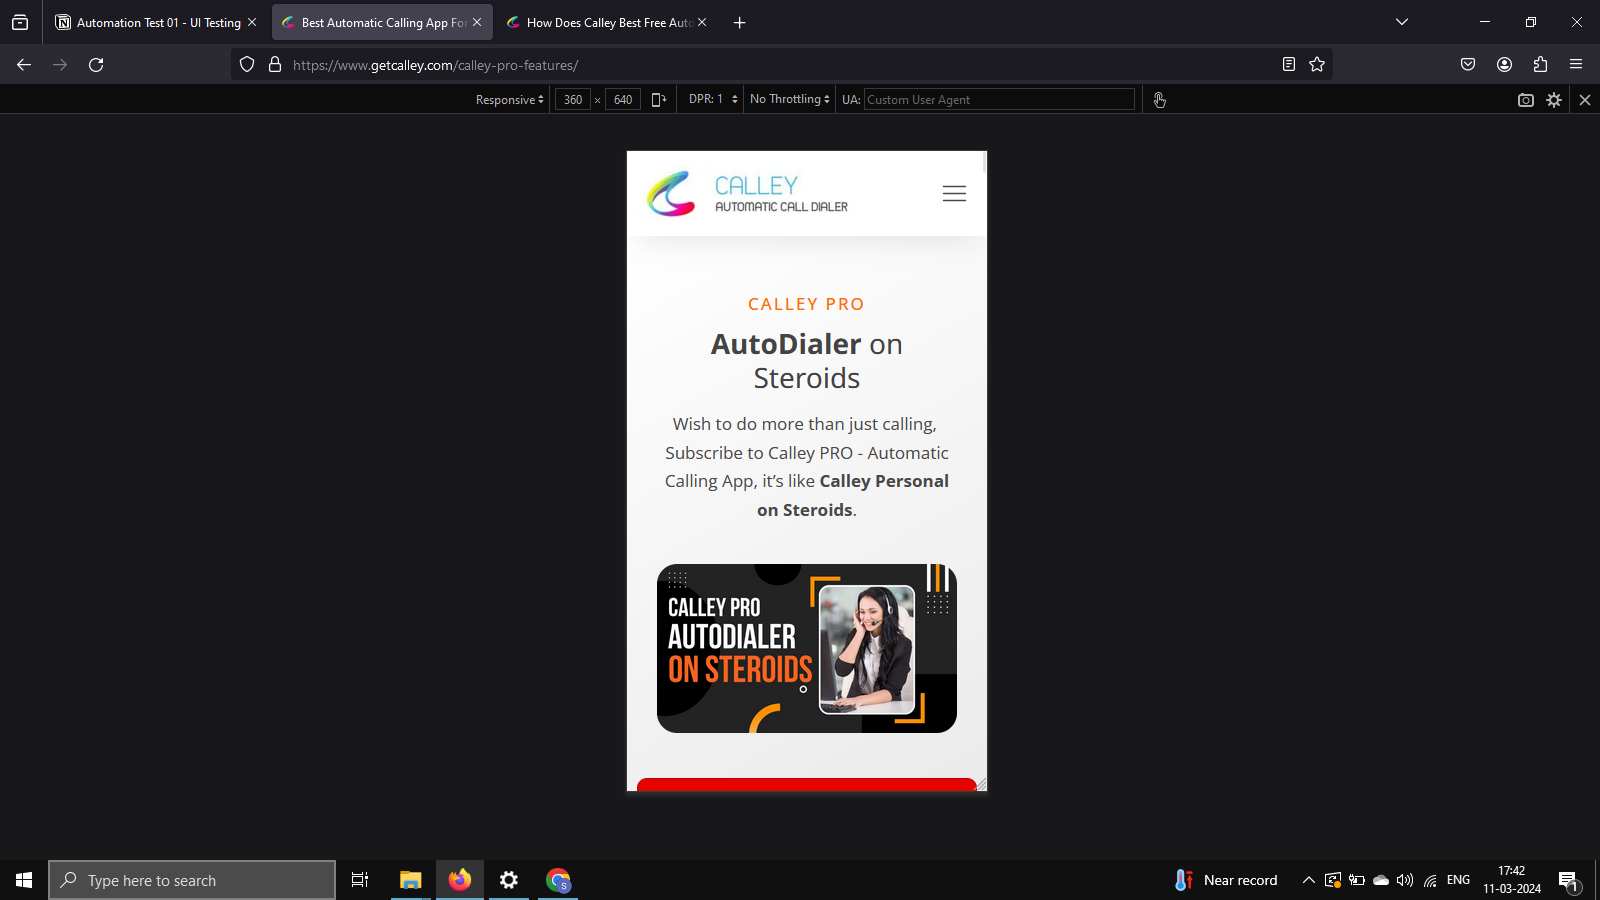 Automation Test 01 - UI Testing
Best Automatic Calling App For
How Does Calley Best Free Auto
https://www.getcalley.com/calley-pro-features/
Responsive 360 × 640 DPR: 1 No Throttling UA: Custom User Agent
CALLEY
AUTOMATIC CALL DIALER
CALLEY PRO
AutoDialer on
Steroids
Wish to do more than just calling,
Subscribe to Calley PRO - Automatic
Calling App, it’s like Calley Personal
on Steroids.
CALLEY PRO
AUTODIALER
ON STEROIDS
Type here to search
S
Near record
ENG
17:42
11-03-2024
1